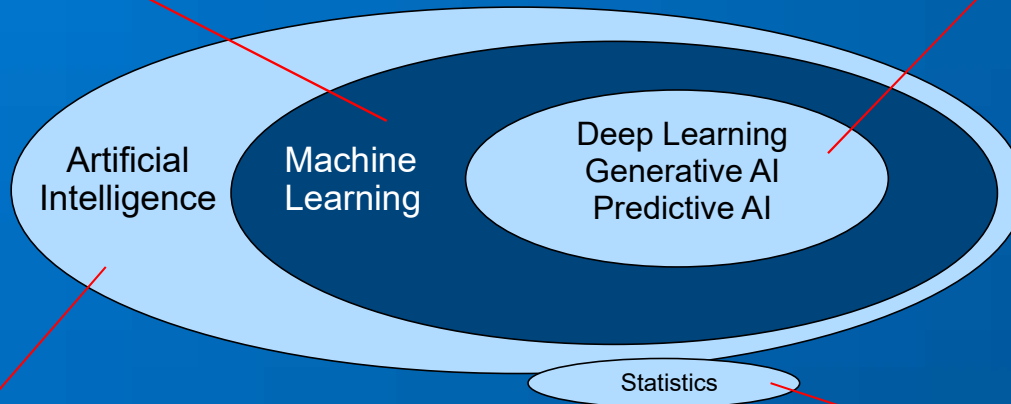 Artificial
Intelligence
Machine
Learning
Deep Learning
Generative AI
Predictive AI
Statistics